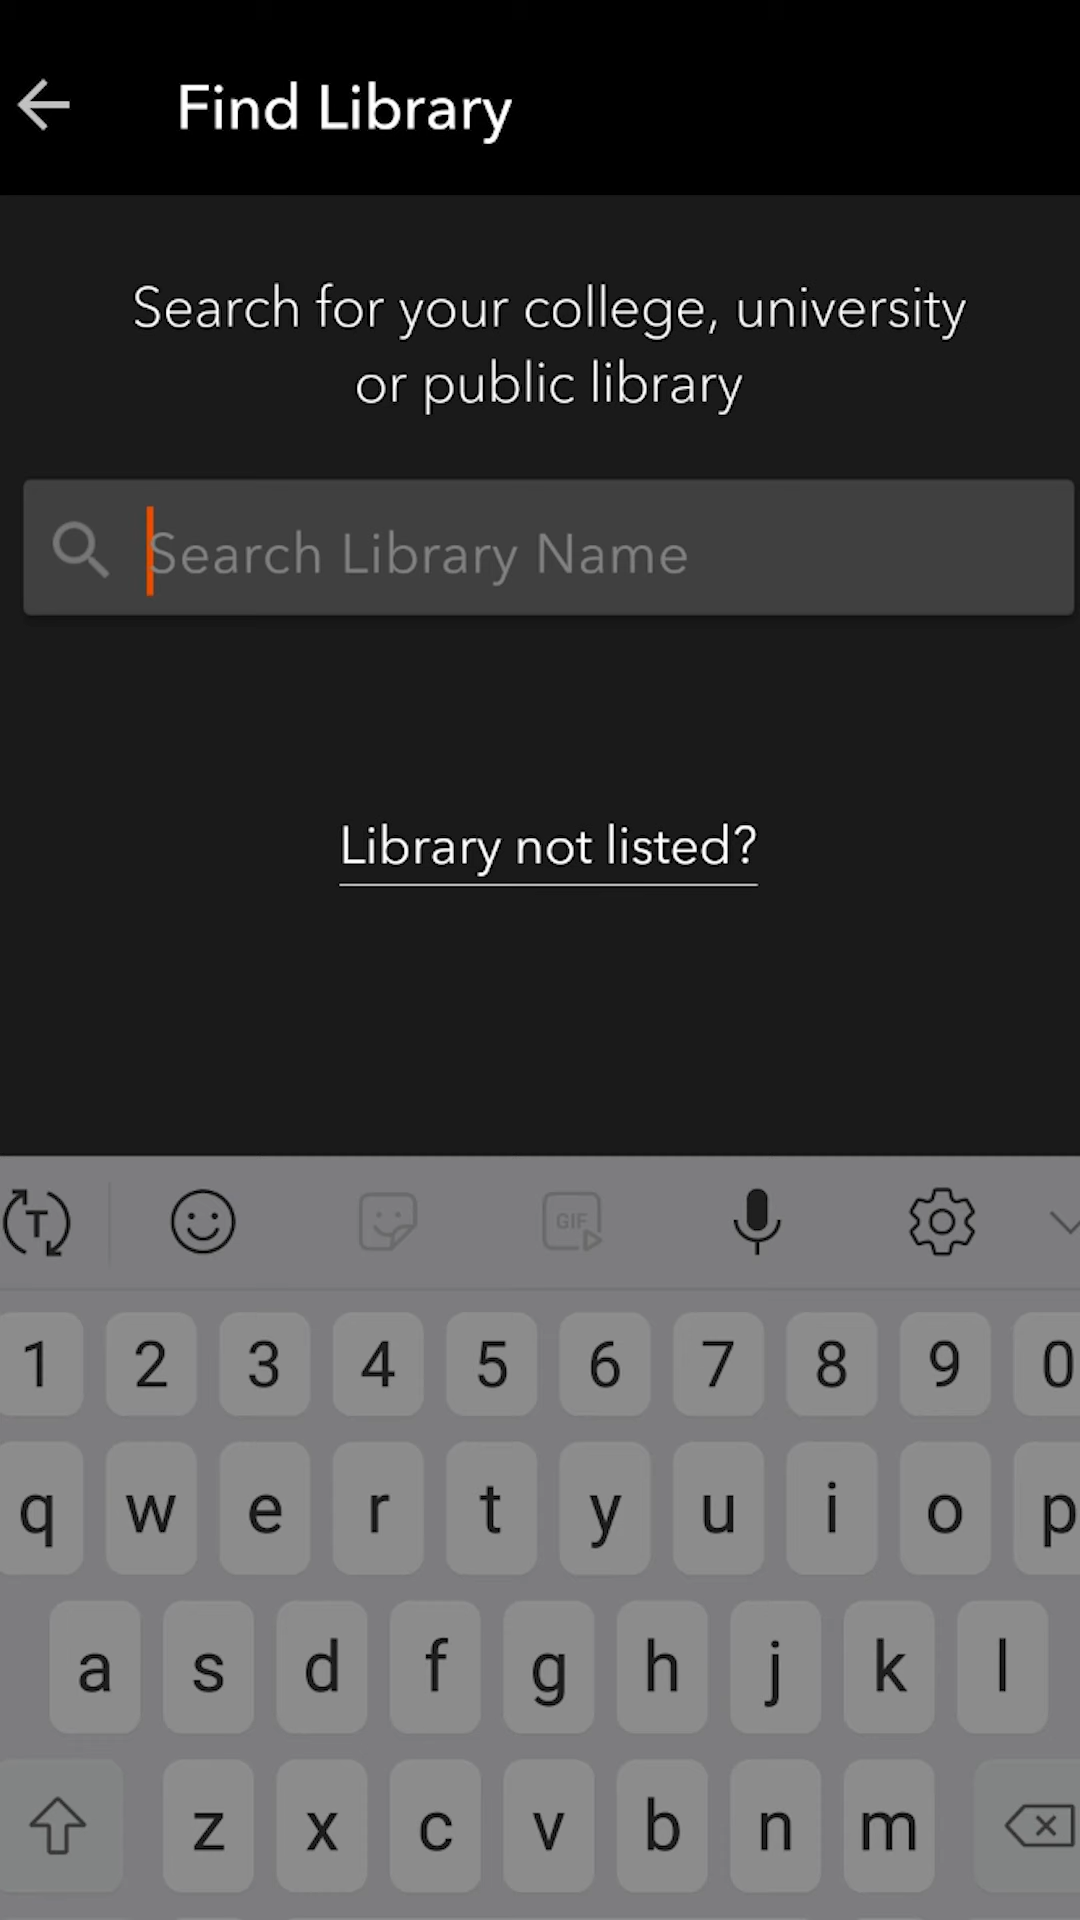 Find Library
Search for your college, university
or public library
Search Library Name
Library not listed?
T GIF
1 2 3 4 5 6 7 8 9 0
q w e r t y u i o p
a s d f g h j k l
z x c v b n m